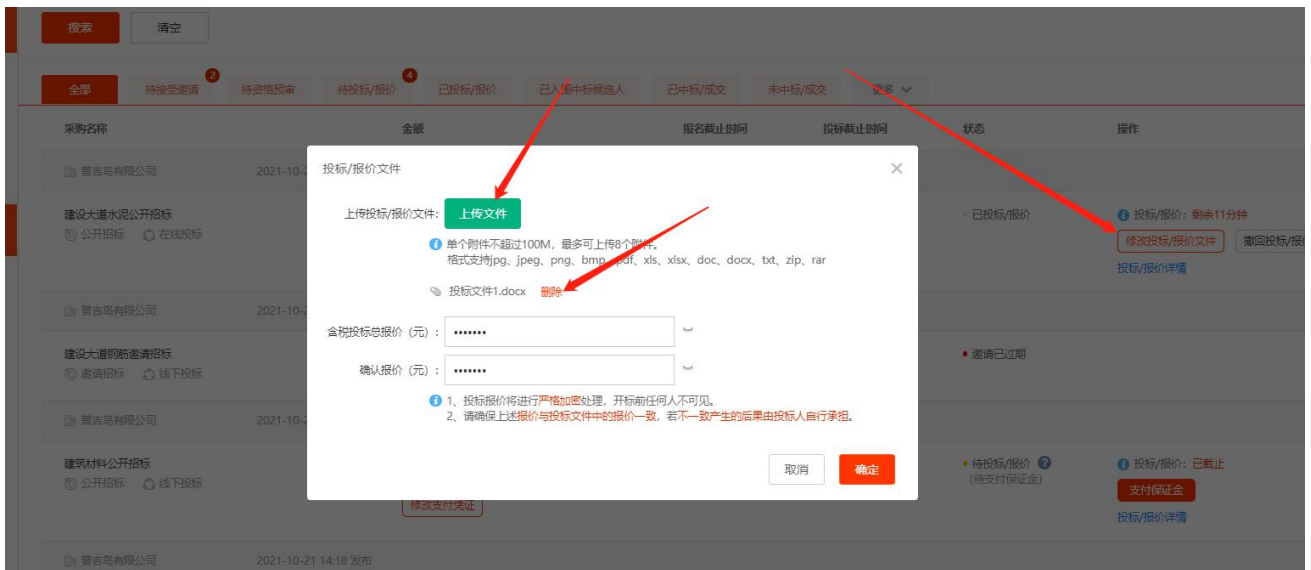 搜索 清空
全部 待接受邀请 2 待资格预审 待投标/报价 4 已投标/报价 已入围中标候选人 已中标/成交 未中标/成交 更多
采购名称 金额 报名截止时间 投标截止时间 状态 操作
普吉岛有限公司 2021-10-2
投标/报价文件
上传投标/报价文件: 上传文件
单个附件不超过100M，最多可上传8个附件。
格式支持jpg、jpeg、png、bmp、pdf、xls、xlsx、doc、docx、txt、zip、rar
投标文件1.docx 删除
含税投标总报价（元）: •••••••
确认报价（元）: •••••••
1、投标报价将进行严格加密处理，开标前任何人不可见。
2、请确保上述报价与投标文件中的报价一致，若不一致产生的后果由投标人自行承担。
取消 确定
建设大道水泥公开招标 已投标/报价 投标/报价: 剩余11分钟
公开招标 在线投标
修改投标/报价文件 撤回投标/报
投标/报价详情
普吉岛有限公司 2021-10-2
建设大道钢筋邀请招标 邀请已过期
邀请招标 线下投标
普吉岛有限公司 2021-10-2
建筑材料公开招标 待投标/报价 投标/报价: 已截止
公开招标 线下投标 (待支付保证金)
支付保证金
修改支付凭证
投标/报价详情
普吉岛有限公司 2021-10-21 14:18 发布